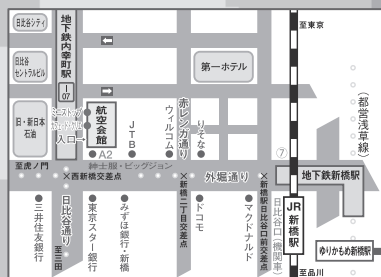 日比谷シティ
地下鉄内幸町駅
至東京
日比谷
セントラルビル
第一ホテル
I
07
航空会館
旧・新日本
石油
入口
A2
JTB
ウィルコム
赤レンガ通り
りそな
(都営浅草線)
⑦
至虎ノ門
紳士服・ビッグジョン
外堀通り
地下鉄新橋駅
西新橋交差点
三井住友銀行
日比谷通り
至三田
東京スター銀行
みずほ銀行・新橋
新橋二丁目交差点
ドコモ
マクドナルド
新橋駅日比谷口前交差点
日比谷口(機関車)
JR新橋駅
ゆりかもめ新橋駅
至品川